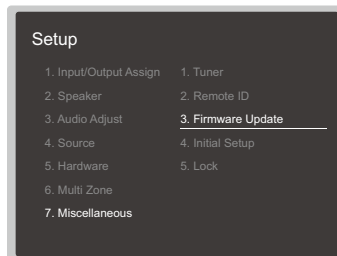 Setup
1. Input/Output Assign
2. Speaker
3. Audio Adjust
4. Source
5. Hardware
6. Multi Zone
7. Miscellaneous
1. Tuner
2. Remote ID
3. Firmware Update
4. Initial Setup
5. Lock